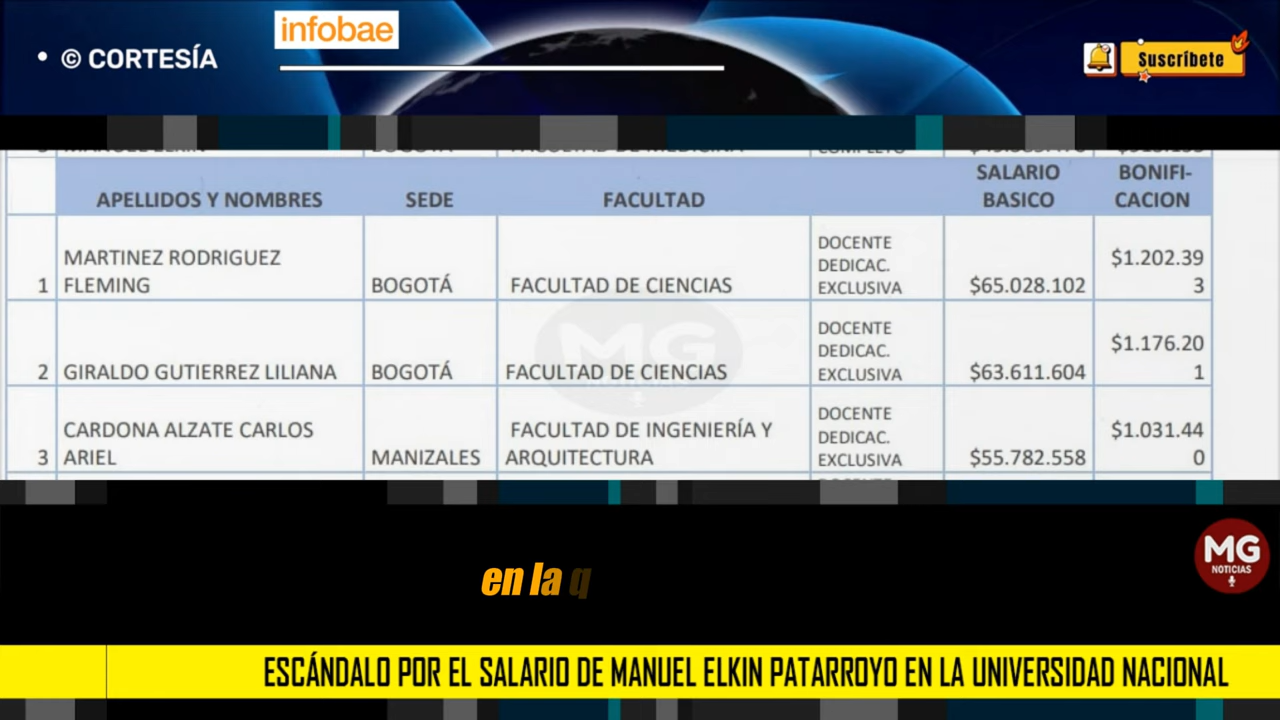 infobae
• © CORTESÍA
Suscríbete
APELLIDOS Y NOMBRES SEDE FACULTAD SALARIO BASICO BONIFI-CACION
MARTINEZ RODRIGUEZ
1 FLEMING BOGOTÁ FACULTAD DE CIENCIAS DOCENTE DEDICAC. EXCLUSIVA $65.028.102 $1.202.39 3
2 GIRALDO GUTIERREZ LILIANA BOGOTÁ FACULTAD DE CIENCIAS DOCENTE DEDICAC. EXCLUSIVA $63.611.604 $1.176.20 1
CARDONA ALZATE CARLOS
3 ARIEL MANIZALES FACULTAD DE INGENIERÍA Y ARQUITECTURA DOCENTE DEDICAC. EXCLUSIVA $55.782.558 $1.031.44 0
MG
en la q
MG
NOTICIAS
ESCÁNDALO POR EL SALARIO DE MANUEL ELKIN PATARROYO EN LA UNIVERSIDAD NACIONAL